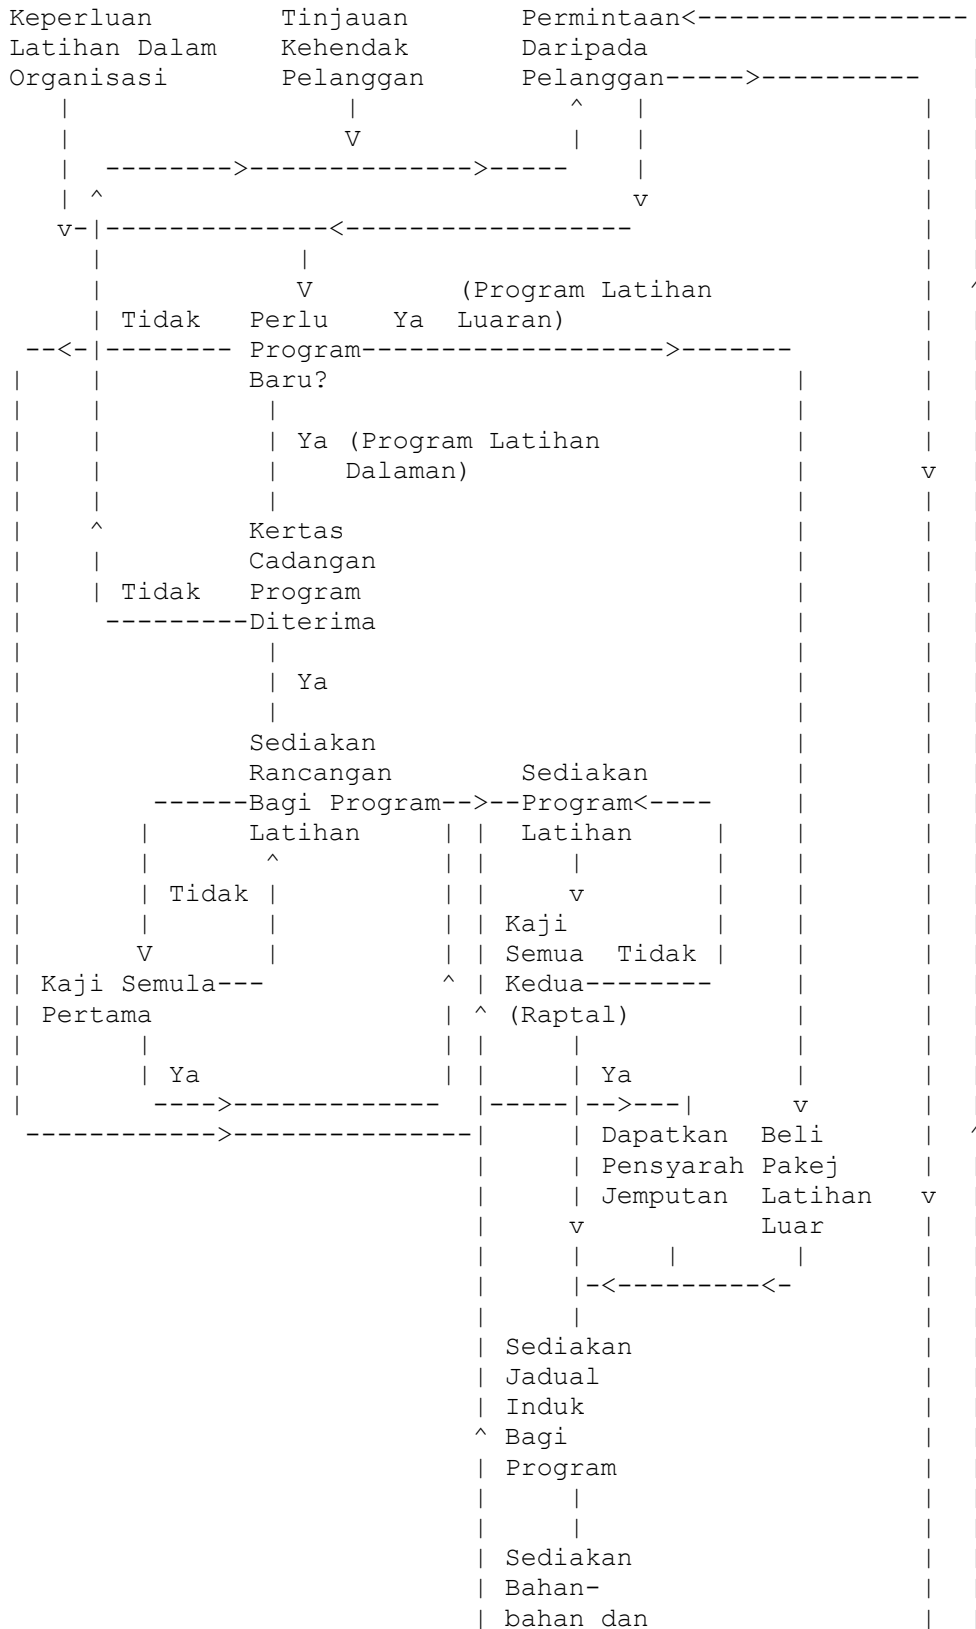 Keperluan Tinjauan Permintaan<-----------------
Latihan Dalam Kehendak Daripada
Organisasi Pelanggan Pelanggan----->----------
(Program Latihan
Tidak Perlu Ya Luaran)
Program
Baru?
Ya (Program Latihan
Dalaman)
Kertas
Cadangan
Tidak Program
Diterima
Ya
Sediakan
Rancangan Sediakan
Bagi Program-->--Program<----
Latihan Latihan
Tidak
Kaji
Semua Tidak
Kaji Semula--- Kedua--------
Pertama (Raptal)
Ya Ya
Dapatkan Beli
Pensyarah Pakej
Jemputan Latihan
Luar
Sediakan
Jadual
Induk
Bagi
Program
Sediakan
Bahan-
bahan dan